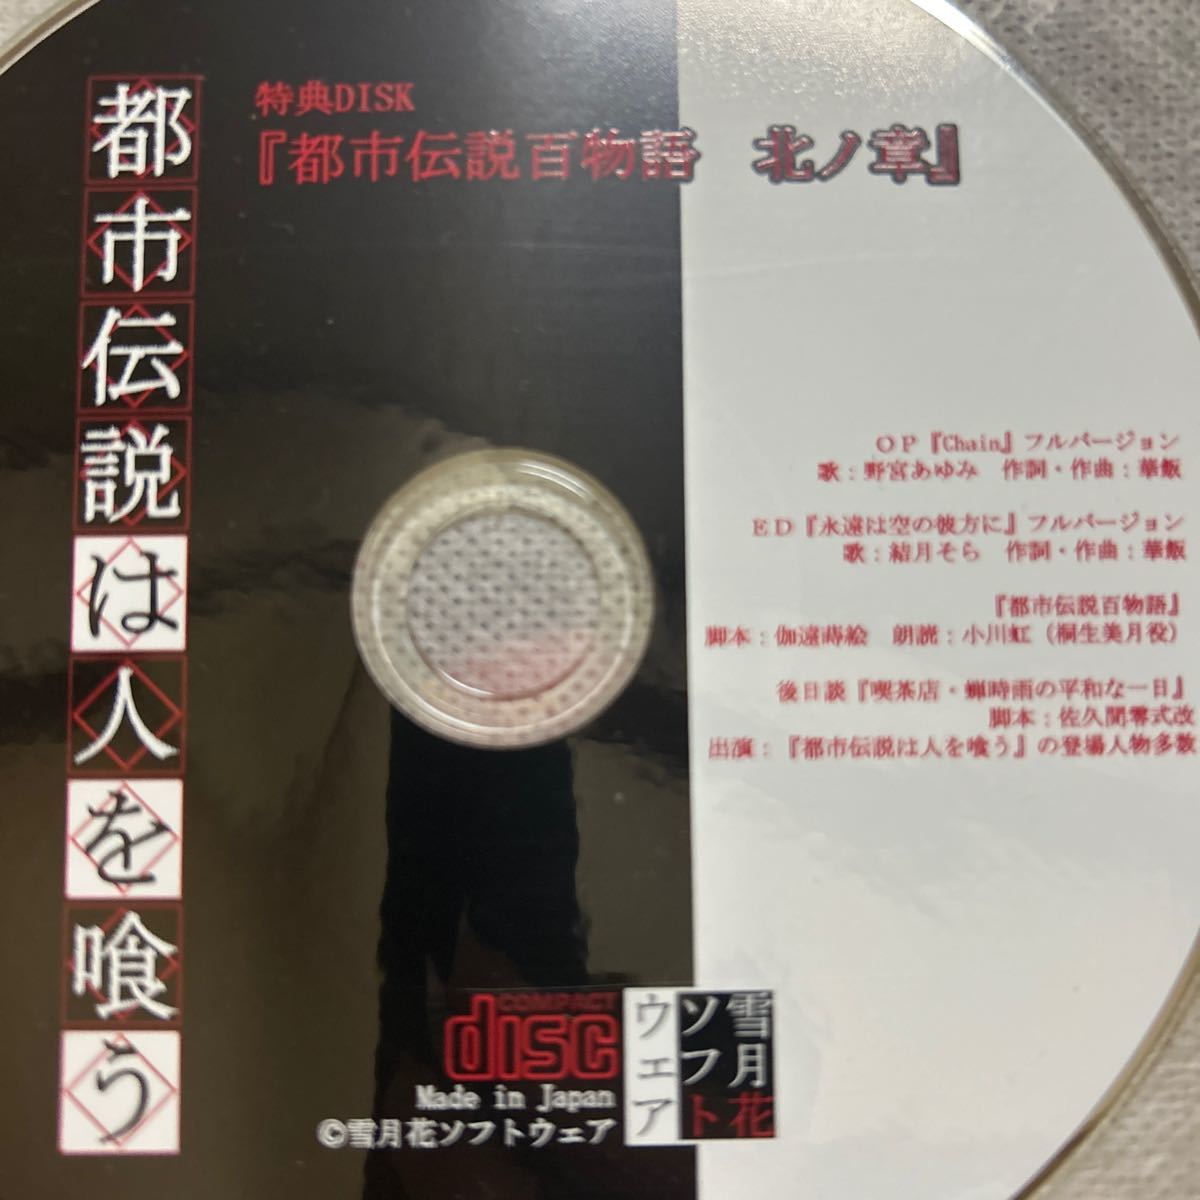 都市伝説は人を喰う
特典DISK
『都市伝説百物語　北ノ章』
ＯＰ『Chain』フルバージョン
歌：野宮あゆみ　作詞・作曲：華飯
ＥＤ『永遠は空の彼方に』フルバージョン
歌：結月そら　作詞・作曲：華飯
『都市伝説百物語』
脚本：伽遠蒔絵　朗読：小川虹（桐生美月役）
後日談『喫茶店・蝉時雨の平和な一日』
脚本：佐久間零式改
出演：『都市伝説は人を喰う』の登場人物多数
COMPACT
disc
Made in Japan
©雪月花ソフトウェア
雪月花
ソフト
ウェア